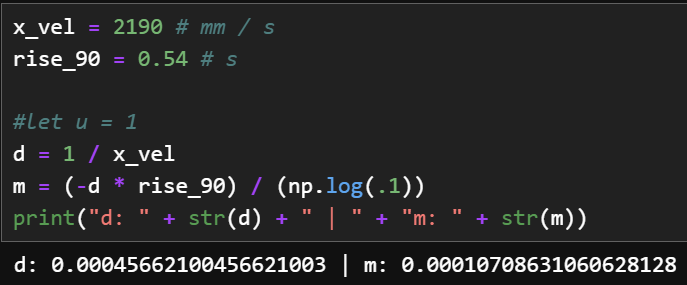 x_vel = 2190 # mm / s
rise_90 = 0.54 # s
#let u = 1
d = 1 / x_vel
m = (-d * rise_90) / (np.log(.1))
print("d: " + str(d) + " | " + "m: " + str(m))
d: 0.00045662100456621003 | m: 0.00010708631060628128